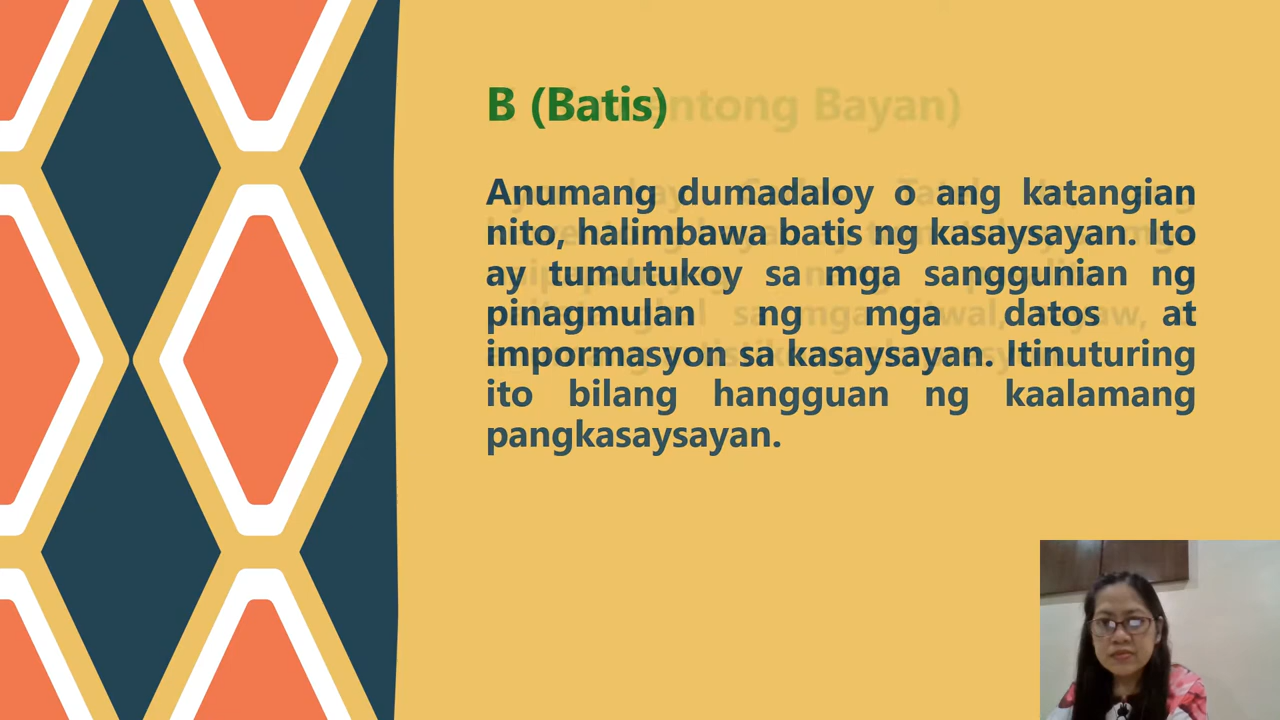 B (Batis)
Anumang dumadaloy o ang katangian
nito, halimbawa batis ng kasaysayan. Ito
ay tumutukoy sa mga sanggunian ng
pinagmulan ng mga datos at
impormasyon sa kasaysayan. Itinuturing
ito bilang hangguan ng kaalamang
pangkasaysayan.